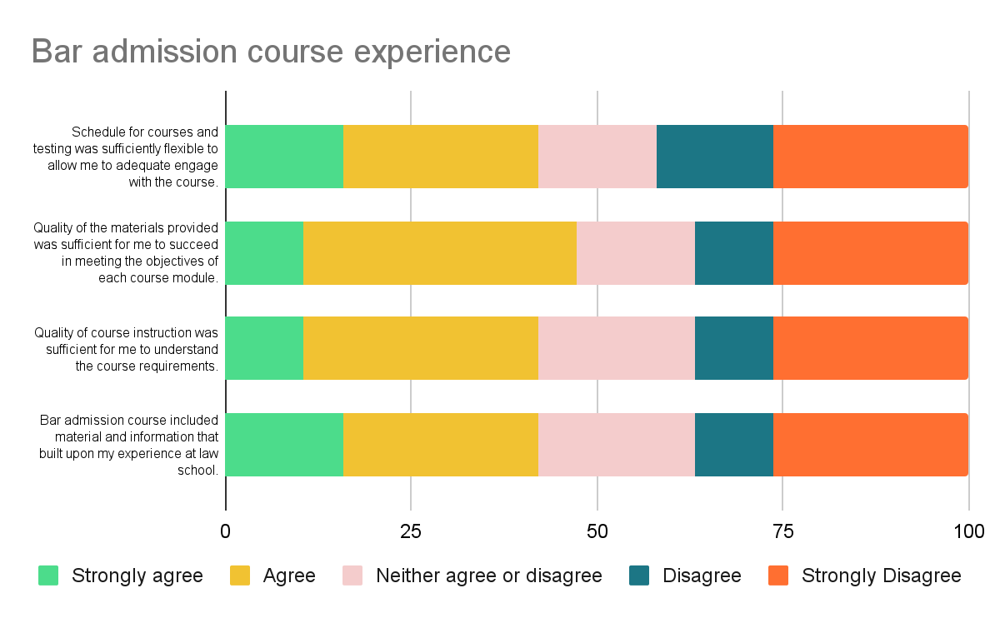 Bar admission course experience
Schedule for courses and
testing was sufficiently flexible to
allow me to adequate engage
with the course.
Quality of the materials provided
was sufficient for me to succeed
in meeting the objectives of
each course module.
Quality of course instruction was
sufficient for me to understand
the course requirements.
Bar admission course included
material and information that
built upon my experience at law
school.
0 25 50 75 100
Strongly agree Agree Neither agree or disagree Disagree Strongly Disagree